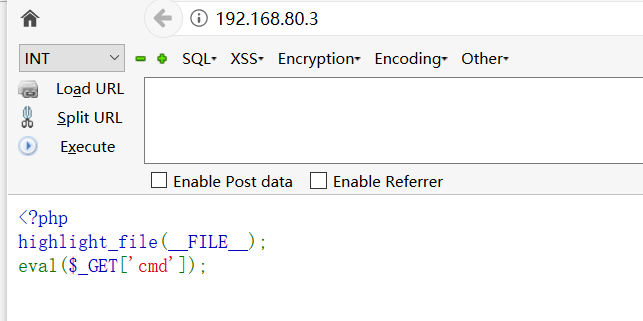 192.168.80.3
INT SQL XSS Encryption Encoding Other
Load URL
Split URL
Execute
Enable Post data Enable Referrer
<?php
highlight_file(__FILE__);
eval($_GET['cmd']);